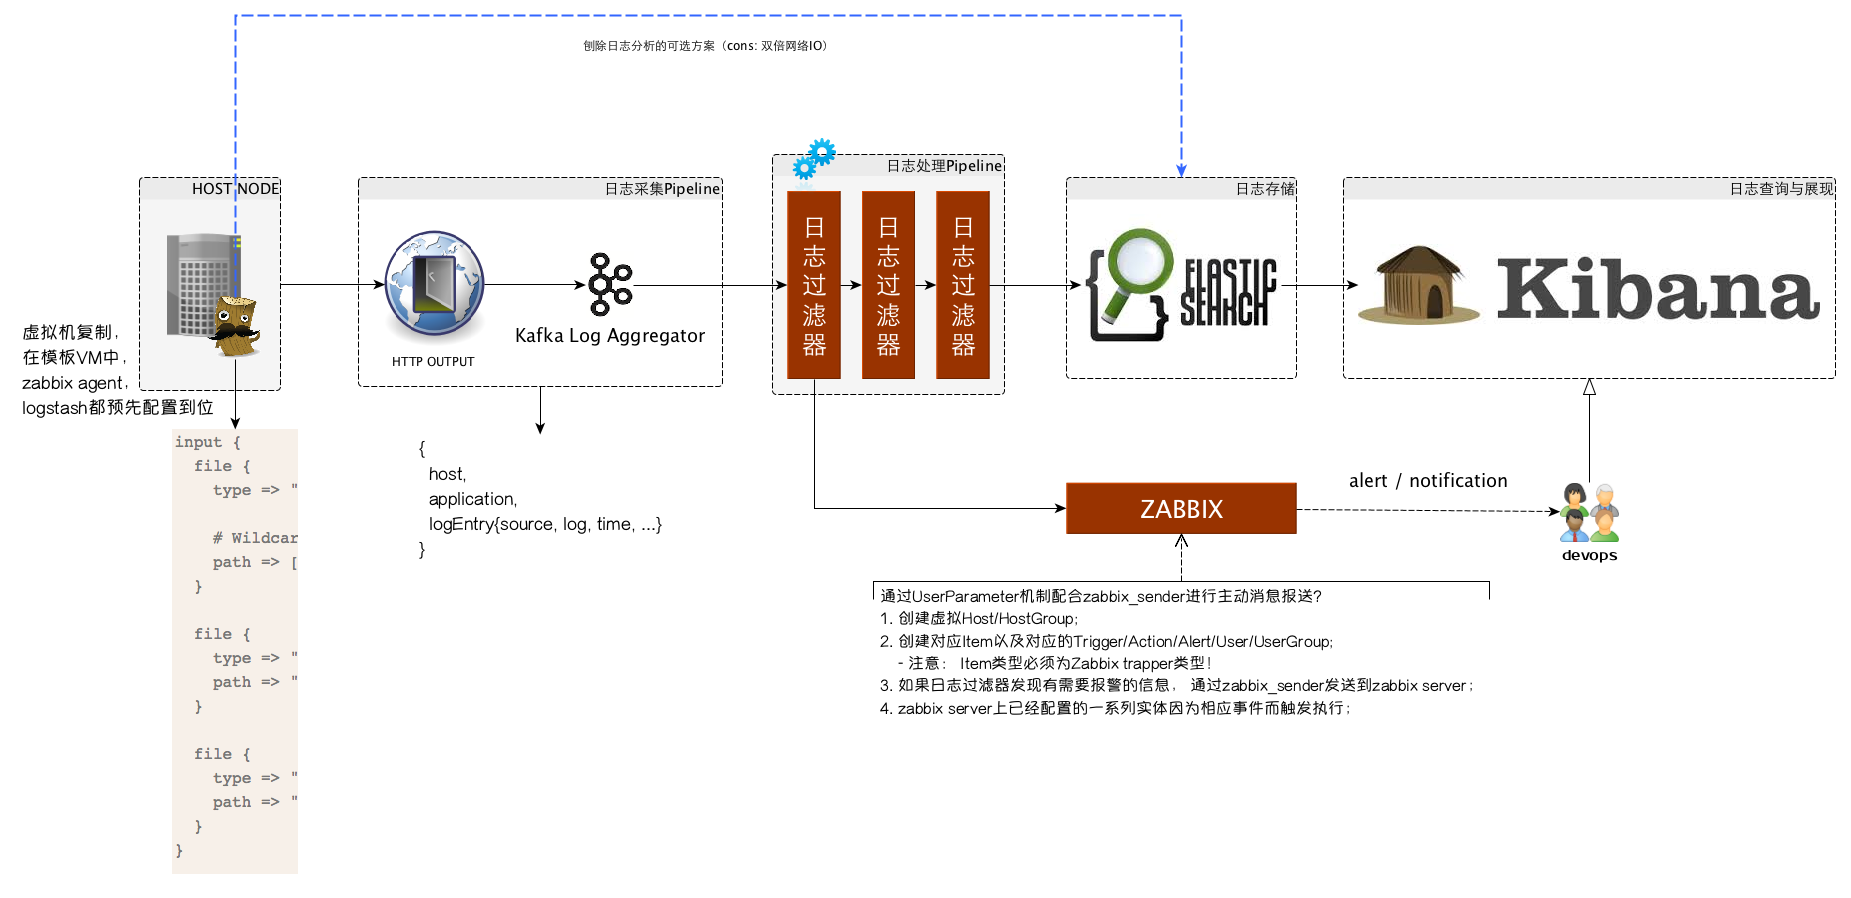 刨除日志分析的可选方案（cons: 双倍网络IO）
HOST NODE
虚拟机复制，
在模板VM中，
zabbix agent，
logstash都预先配置到位
input {
file {
type => "
# Wildcar
path => [
}
file {
type => "
path => "
}
file {
type => "
path => "
}
}
日志采集Pipeline
HTTP OUTPUT
Kafka Log Aggregator
{
host,
application,
logEntry{source, log, time, ...}
}
日志处理Pipeline
日志过滤器
日志过滤器
日志过滤器
日志存储
ELASTIC
SEARCH
日志查询与展现
Kibana
ZABBIX
alert / notification
devops
通过UserParameter机制配合zabbix_sender进行主动消息报送?
1. 创建虚拟Host/HostGroup;
2. 创建对应Item以及对应的Trigger/Action/Alert/User/UserGroup;
- 注意： Item类型必须为Zabbix trapper类型！
3. 如果日志过滤器发现有需要报警的信息， 通过zabbix_sender发送到zabbix server；
4. zabbix server上已经配置的一系列实体因为相应事件而触发执行；